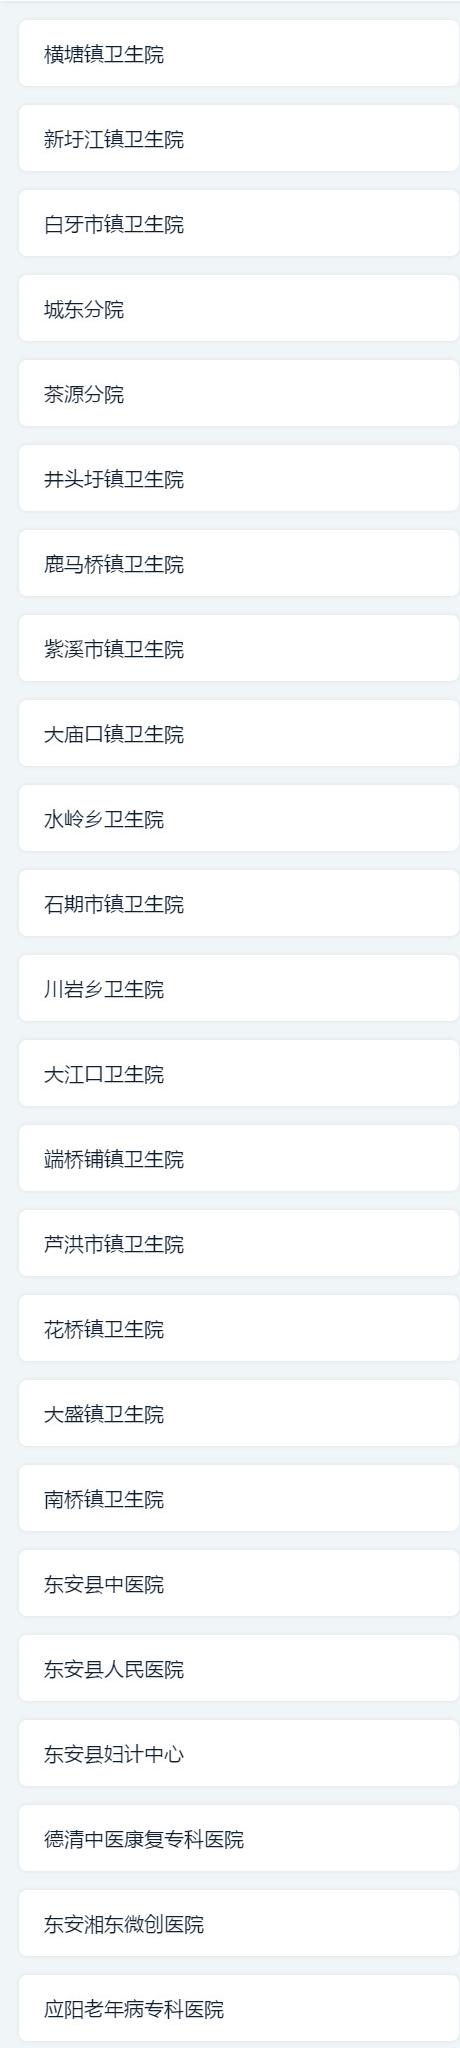 横塘镇卫生院
新圩江镇卫生院
白牙市镇卫生院
城东分院
茶源分院
井头圩镇卫生院
鹿马桥镇卫生院
紫溪市镇卫生院
大庙口镇卫生院
水岭乡卫生院
石期市镇卫生院
川岩乡卫生院
大江口卫生院
端桥铺镇卫生院
芦洪市镇卫生院
花桥镇卫生院
大盛镇卫生院
南桥镇卫生院
东安县中医院
东安县人民医院
东安县妇计中心
德清中医康复专科医院
东安湘东微创医院
应阳老年病专科医院